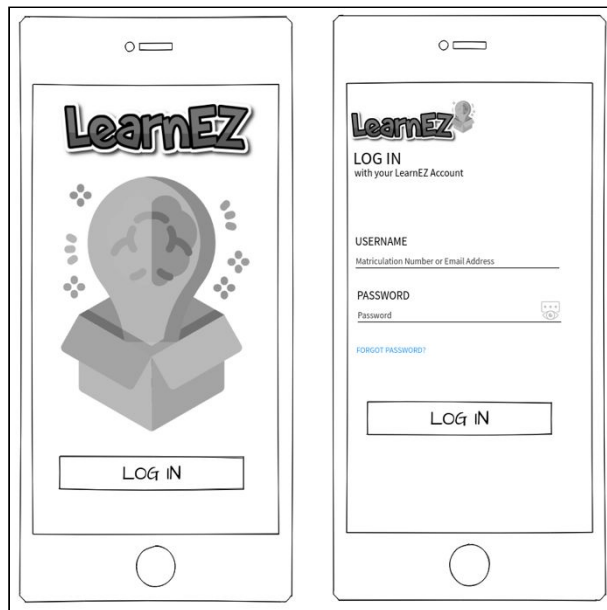 LearnEZ
LOG IN
LearnEZ
LOG IN
with your LearnEZ Account
USERNAME
Matriculation Number or Email Address
PASSWORD
Password
FORGOT PASSWORD?
LOG IN